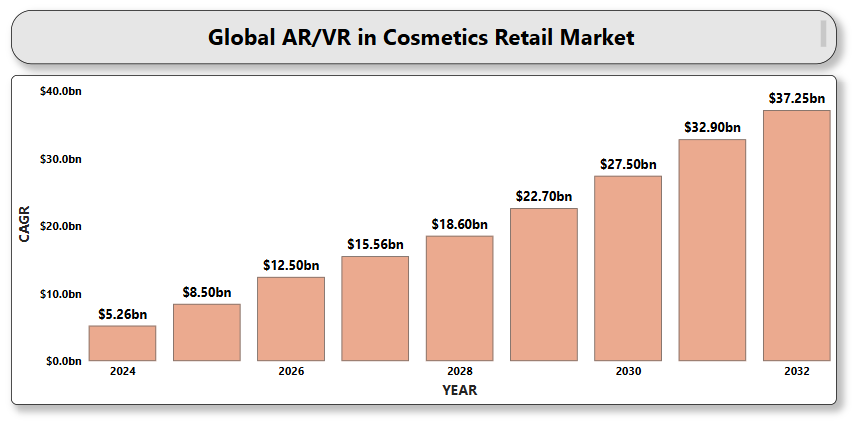 Global AR/VR in Cosmetics Retail Market
$40.0bn
$30.0bn
$20.0bn
$10.0bn
$0.0bn
CAGR
$5.26bn
$8.50bn
$12.50bn
$15.56bn
$18.60bn
$22.70bn
$27.50bn
$32.90bn
$37.25bn
2024
2026
2028
2030
2032
YEAR